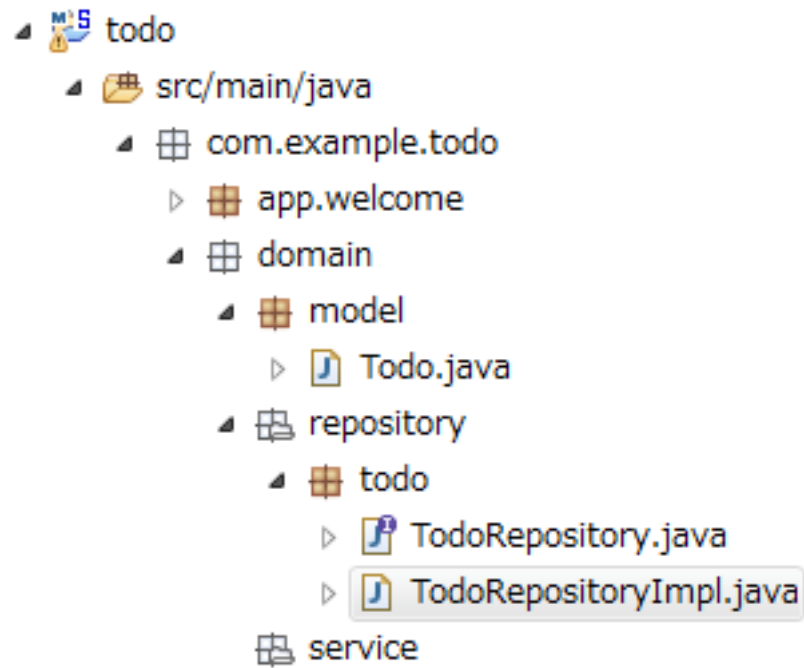 todo
src/main/java
com.example.todo
app.welcome
domain
model
Todo.java
repository
todo
TodoRepository.java
TodoRepositoryImpl.java
service